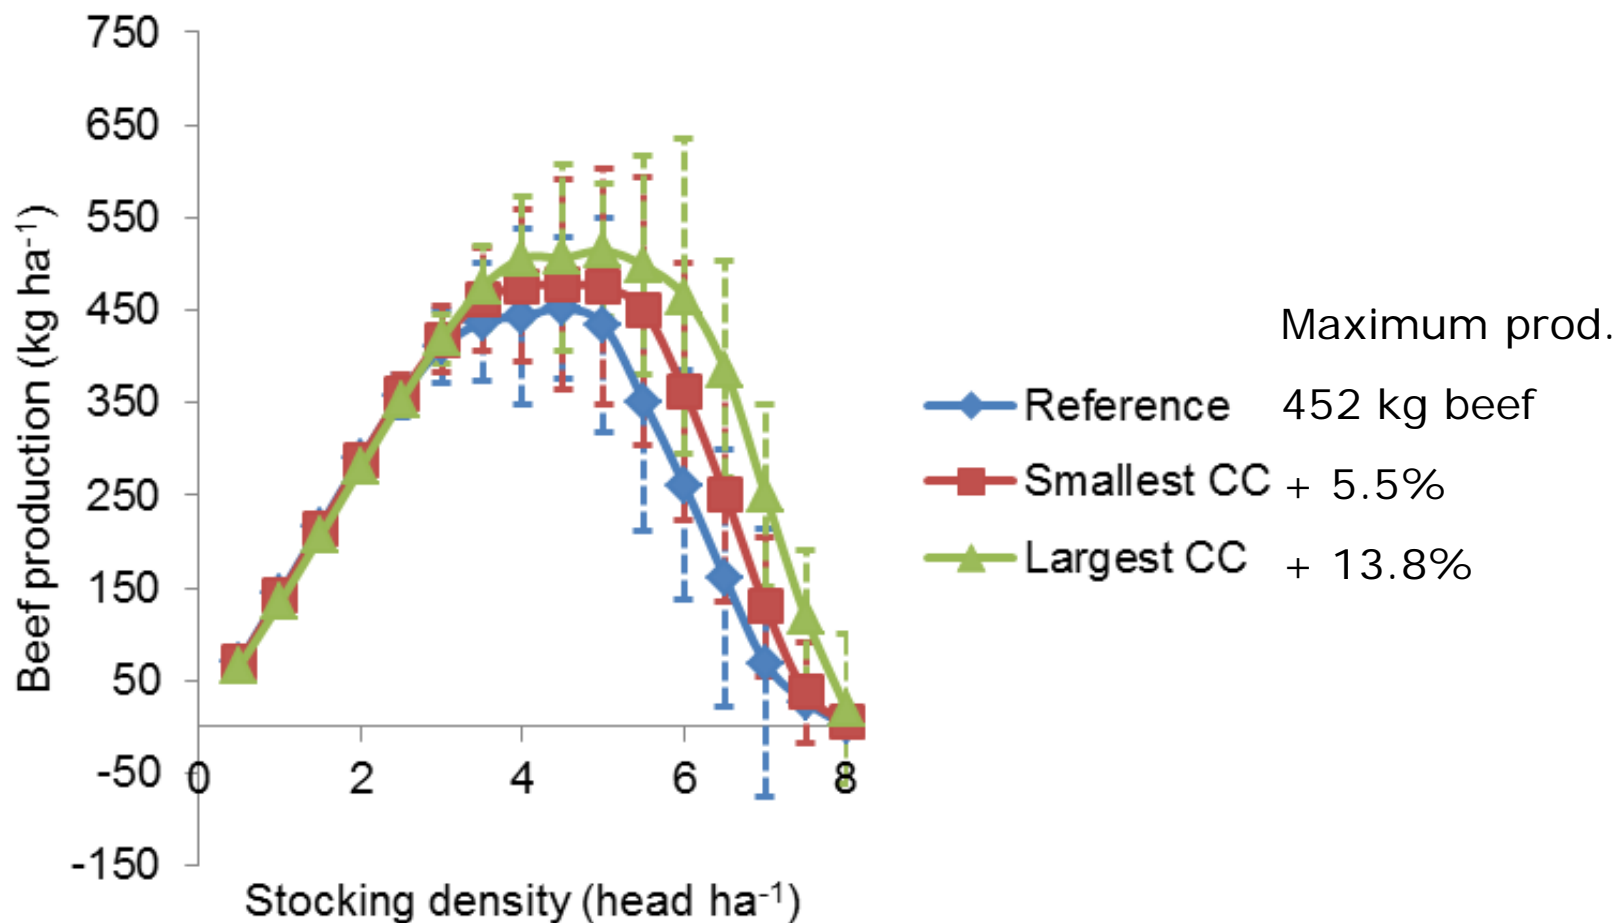 750
650
550
450
350
250
150
50
-50
-150
0
2
4
6
8
Beef production (kg ha⁻¹)
Stocking density (head ha⁻¹)
Maximum prod.
Reference 452 kg beef
Smallest CC + 5.5%
Largest CC + 13.8%